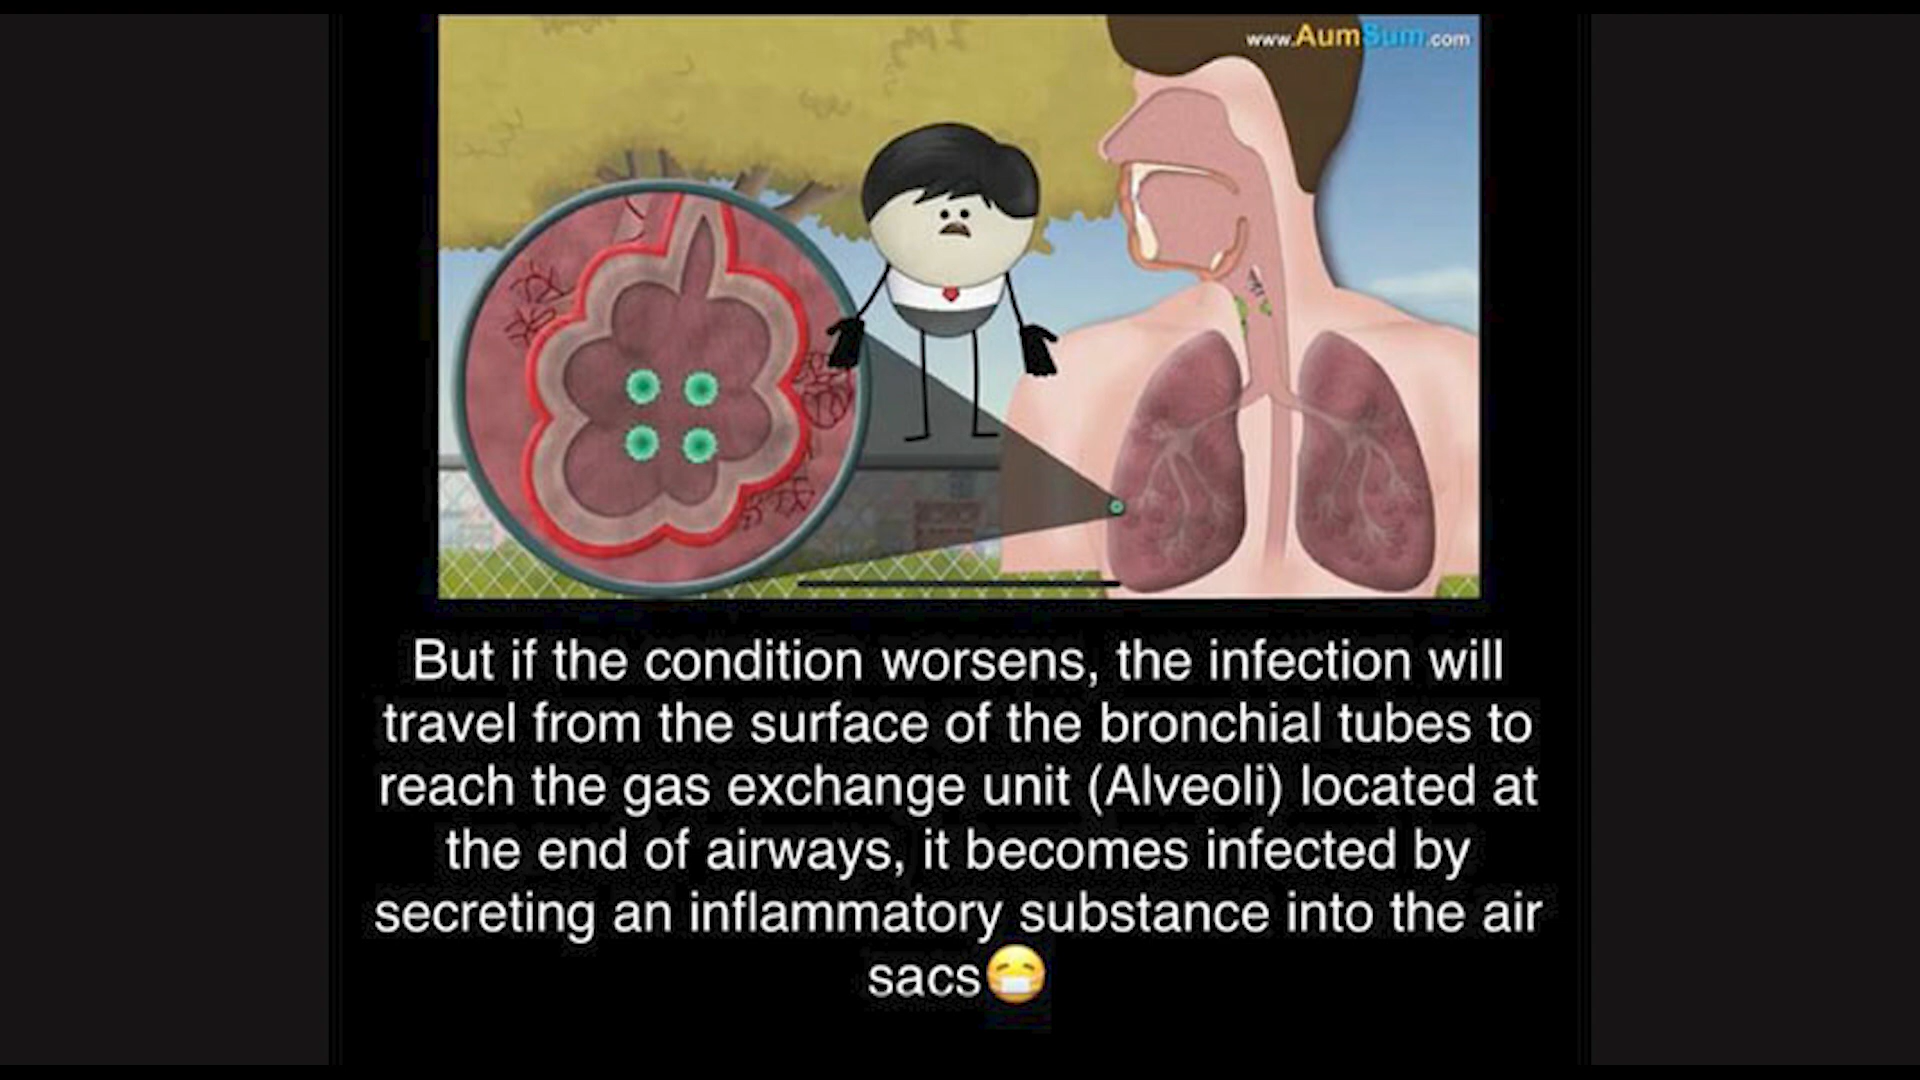 www.AumSum.com
But if the condition worsens, the infection will
travel from the surface of the bronchial tubes to
reach the gas exchange unit (Alveoli) located at
the end of airways, it becomes infected by
secreting an inflammatory substance into the air
sacs😷